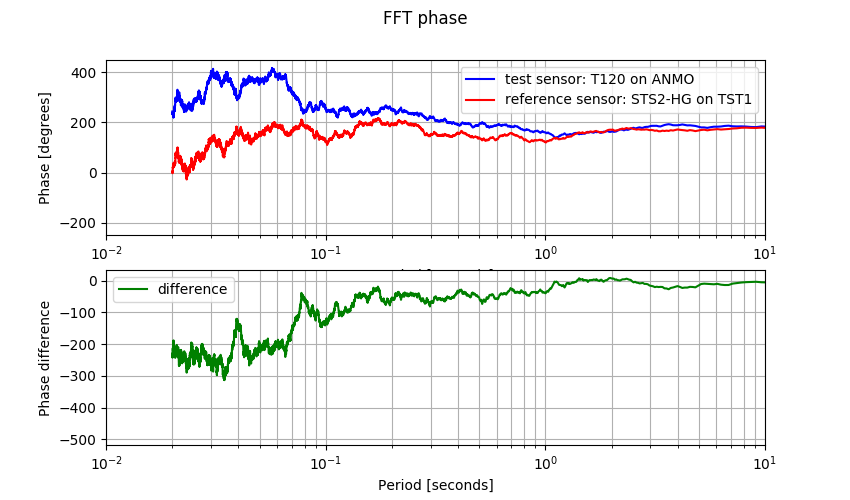 FFT phase
400
200
0
−200
Phase [degrees]
test sensor: T120 on ANMO
reference sensor: STS2-HG on TST1
10⁻²
10⁻¹
10⁰
10¹
0
−100
−200
−300
−400
−500
Phase difference
difference
10⁻²
10⁻¹
10⁰
10¹
Period [seconds]